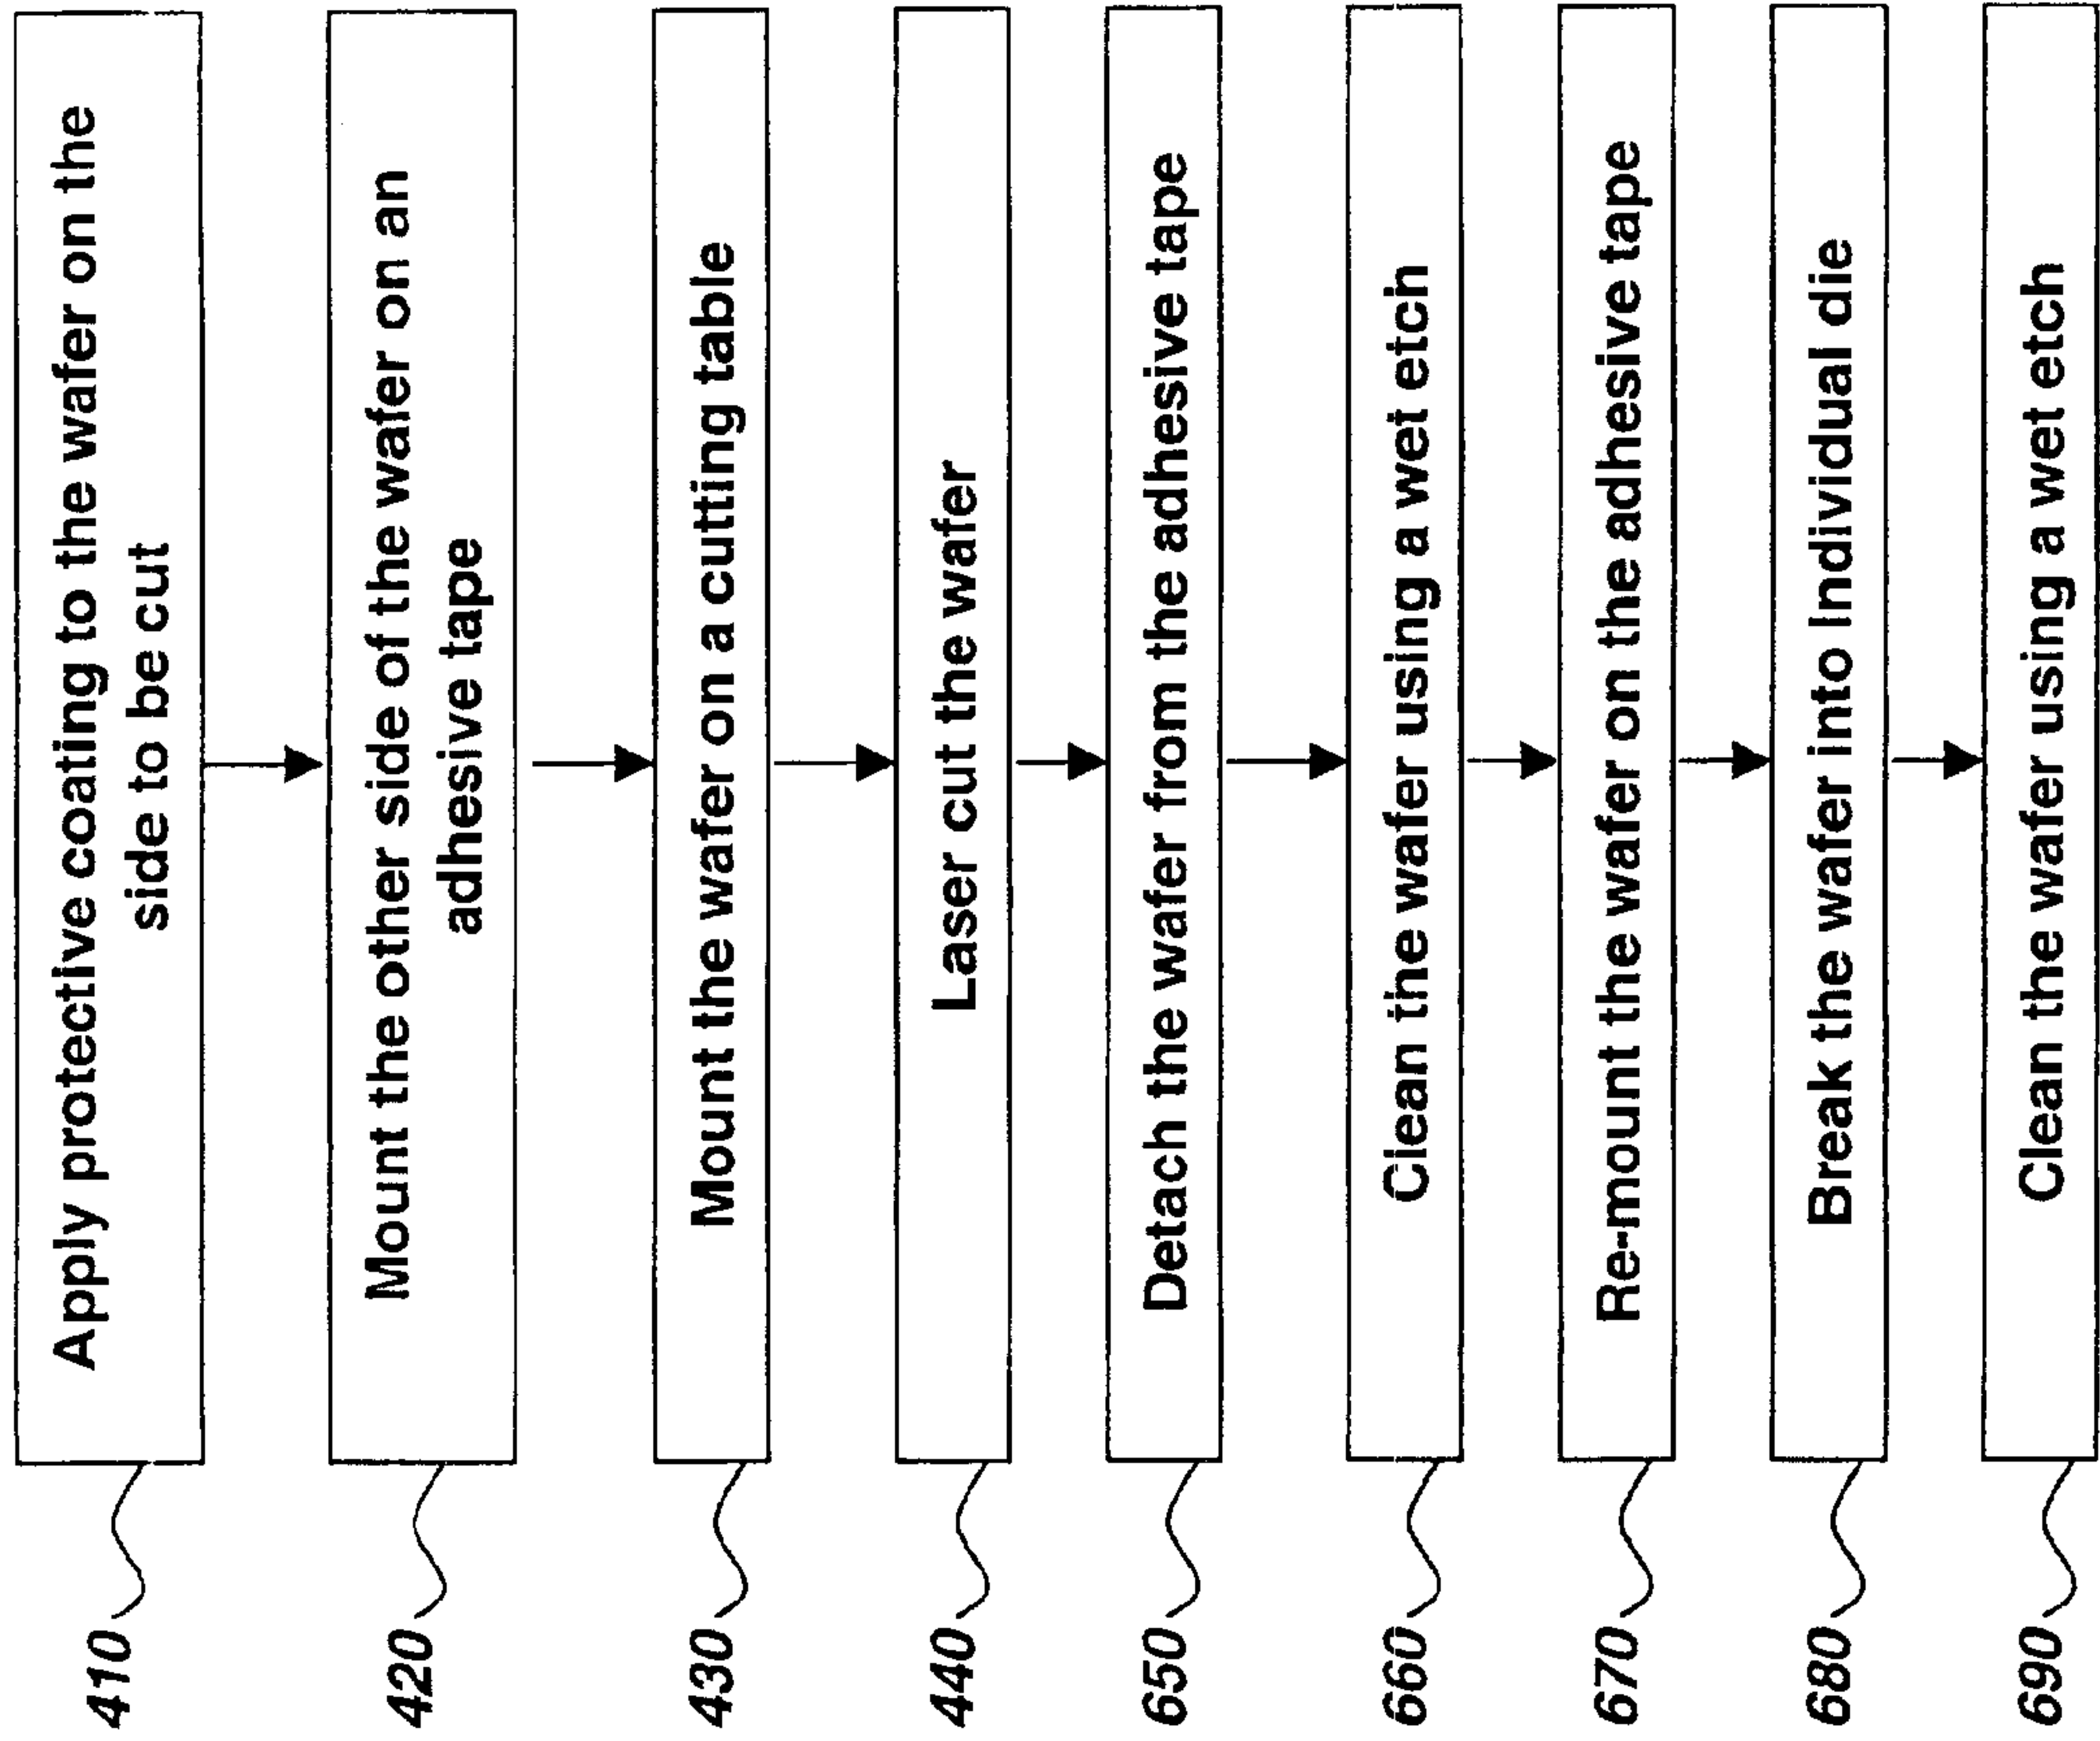 410
Apply protective coating to the wafer on the
side to be cut
420
Mount the other side of the wafer on an
adhesive tape
430
Mount the wafer on a cutting table
440
Laser cut the wafer
650
Detach the wafer from the adhesive tape
660
Clean the wafer using a wet etch
670
Re-mount the wafer on the adhesive tape
680
Break the wafer into Individual die
690
Clean the wafer using a wet etch